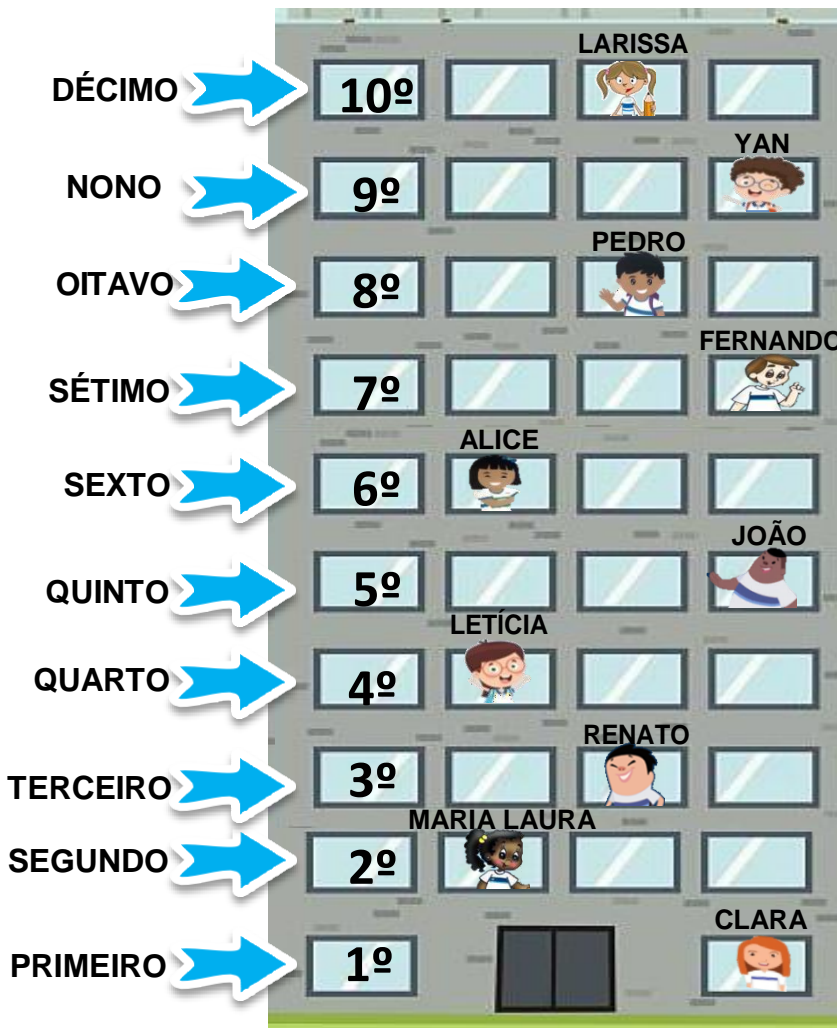 LARISSA
DÉCIMO 10º
YAN
NONO 9º
PEDRO
OITAVO 8º
FERNANDO
SÉTIMO 7º
ALICE
SEXTO 6º
JOÃO
QUINTO 5º
LETÍCIA
QUARTO 4º
RENATO
TERCEIRO 3º
MARIA LAURA
SEGUNDO 2º
CLARA
PRIMEIRO 1º